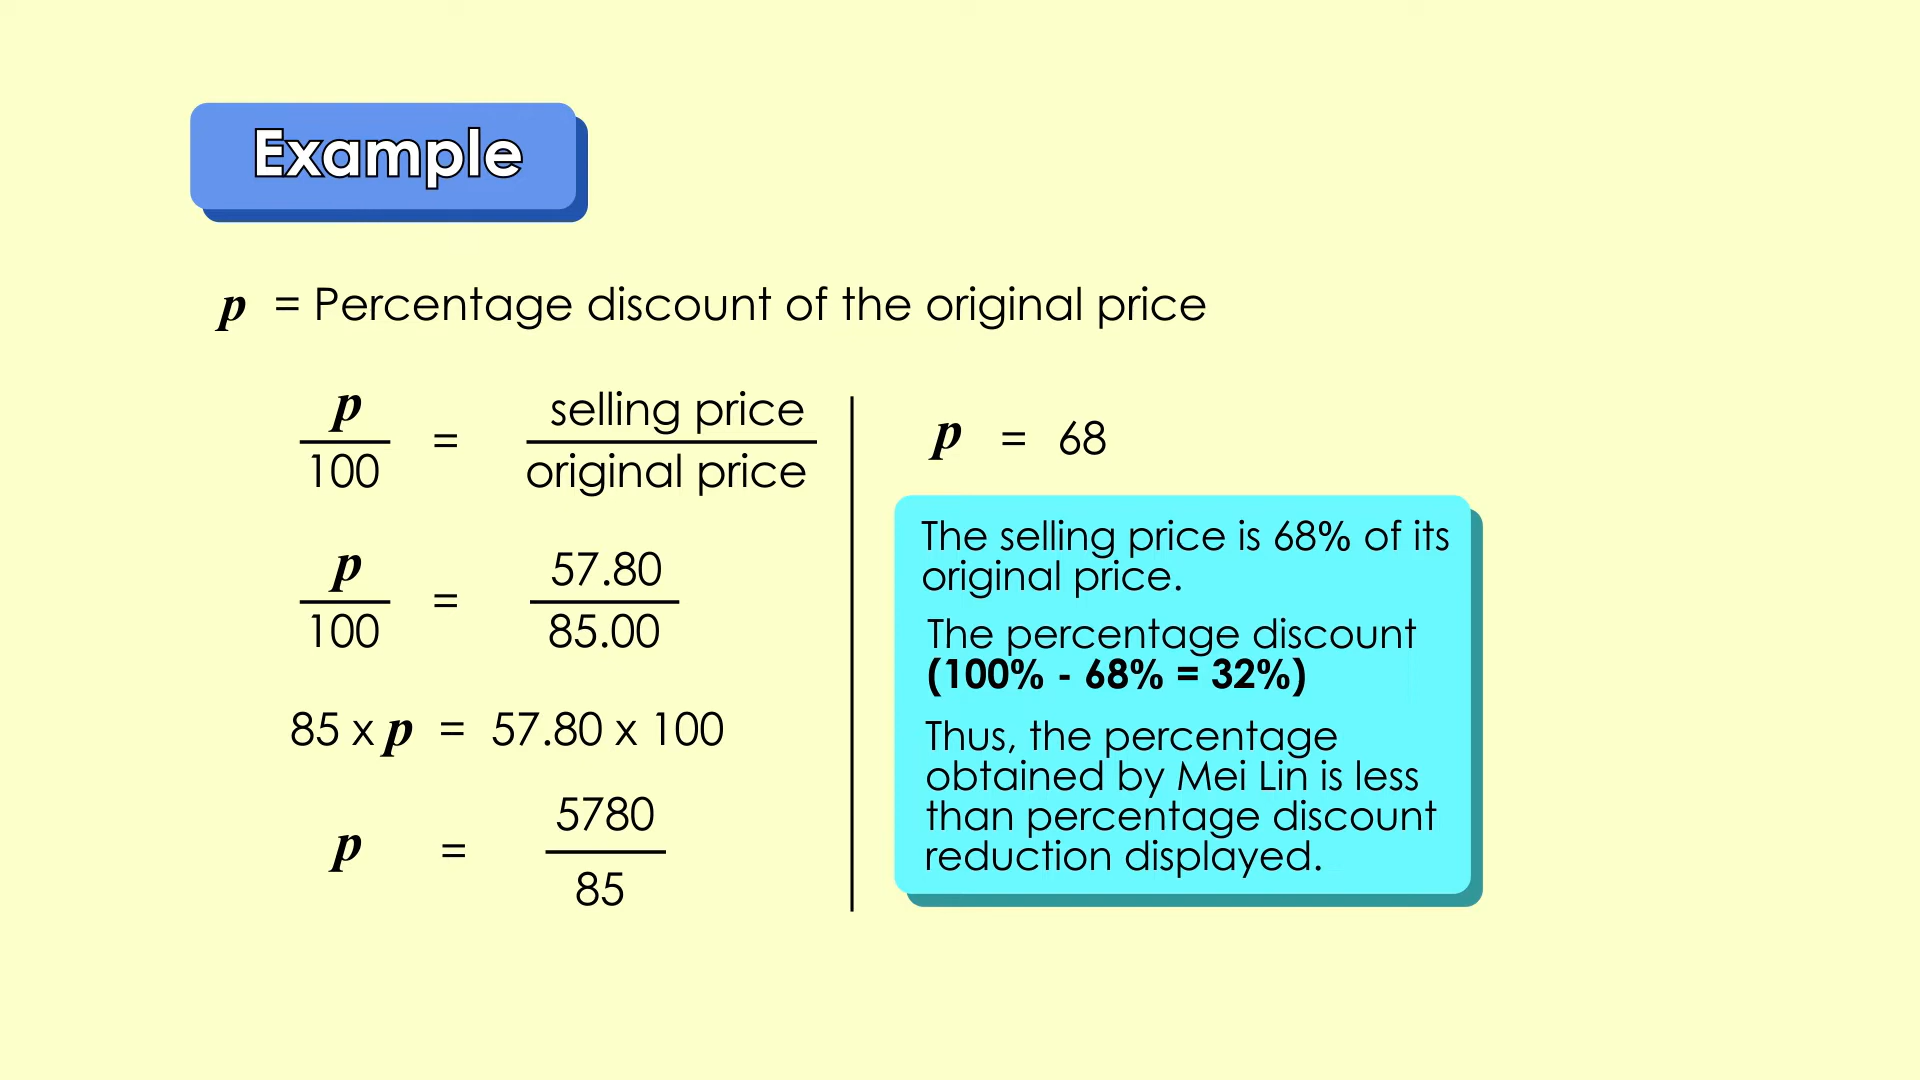 Example
p = Percentage discount of the original price
p/100 = selling price/original price
p/100 = 57.80/85.00
85 x p = 57.80 x 100
p = 5780/85
p = 68
The selling price is 68% of its
original price.
The percentage discount
(100% - 68% = 32%)
Thus, the percentage
obtained by Mei Lin is less
than percentage discount
reduction displayed.